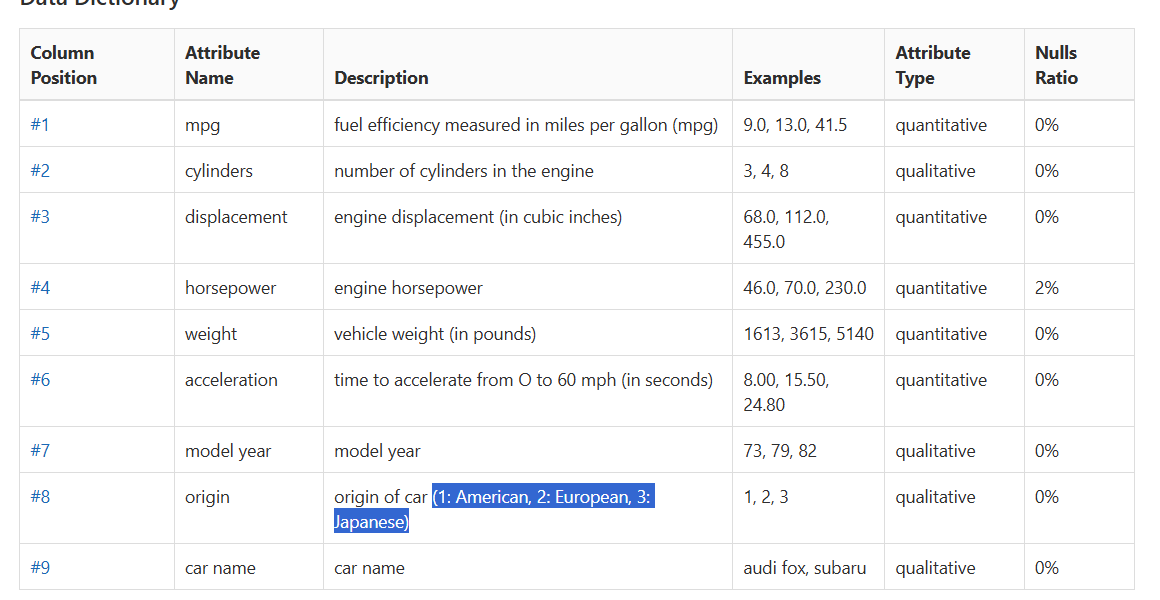 Data Dictionary
Column Position Attribute Name Description Examples Attribute Type Nulls Ratio
#1 mpg fuel efficiency measured in miles per gallon (mpg) 9.0, 13.0, 41.5 quantitative 0%
#2 cylinders number of cylinders in the engine 3, 4, 8 qualitative 0%
#3 displacement engine displacement (in cubic inches) 68.0, 112.0, 455.0 quantitative 0%
#4 horsepower engine horsepower 46.0, 70.0, 230.0 quantitative 2%
#5 weight vehicle weight (in pounds) 1613, 3615, 5140 quantitative 0%
#6 acceleration time to accelerate from O to 60 mph (in seconds) 8.00, 15.50, 24.80 quantitative 0%
#7 model year model year 73, 79, 82 qualitative 0%
#8 origin origin of car (1: American, 2: European, 3: Japanese) 1, 2, 3 qualitative 0%
#9 car name car name audi fox, subaru qualitative 0%